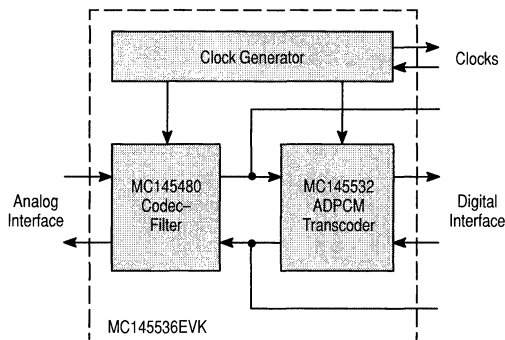 Clock Generator
Clocks
MC145480
Codec–
Filter
MC145532
ADPCM
Transcoder
Analog
Interface
Digital
Interface
MC145536EVK